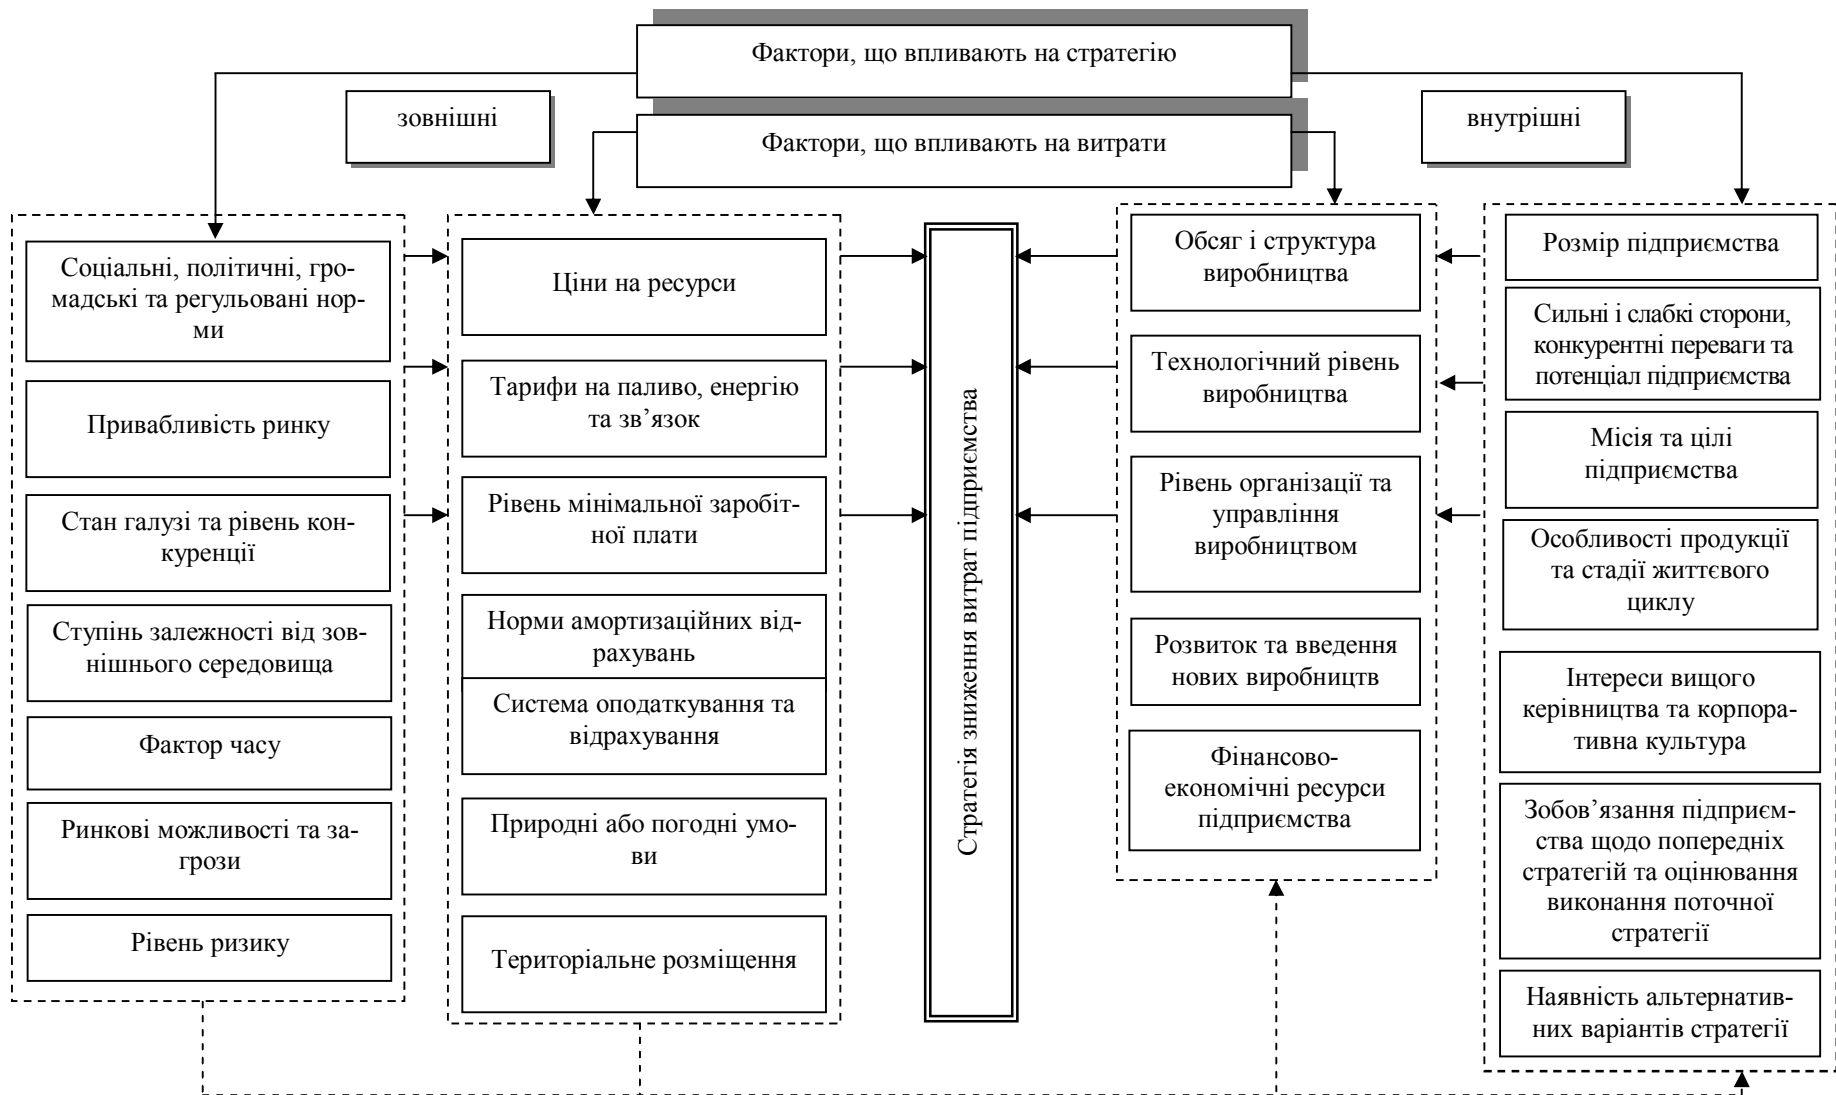 Фактори, що впливають на стратегію
зовнішні
внутрішні
Фактори, що впливають на витрати
Соціальні, політичні, гро-
мадські та регульовані нор-
ми
Привабливість ринку
Стан галузі та рівень кон-
куренції
Ступінь залежності від зов-
нішнього середовища
Фактор часу
Ринкові можливості та за-
грози
Рівень ризику
Ціни на ресурси
Тарифи на паливо, енергію
та зв’язок
Рівень мінімальної заробіт-
ної плати
Норми амортизаційних від-
рахувань
Система оподаткування та
відрахування
Природні або погодні умо-
ви
Територіальне розміщення
Стратегія зниження витрат підприємства
Обсяг і структура
виробництва
Технологічний рівень
виробництва
Рівень організації та
управління
виробництвом
Розвиток та введення
нових виробництв
Фінансово-
економічні ресурси
підприємства
Розмір підприємства
Сильні і слабкі сторони,
конкурентні переваги та
потенціал підприємства
Місія та цілі
підприємства
Особливості продукції
та стадії життєвого
циклу
Інтереси вищого
керівництва та корпора-
тивна культура
Зобов’язання підприєм-
ства щодо попередніх
стратегій та оцінювання
виконання поточної
стратегії
Наявність альтернатив-
них варіантів стратегії